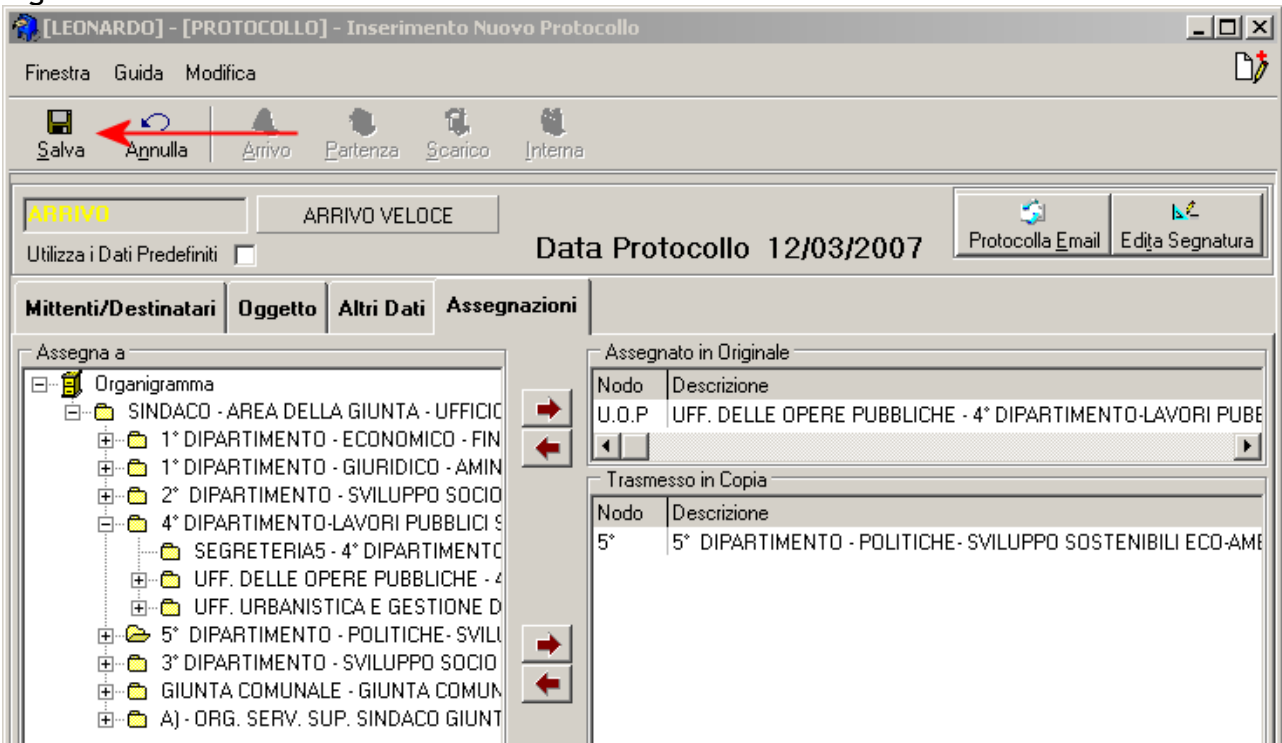 [LEONARDO] - [PROTOCOLLO] - Inserimento Nuovo Protocollo
Finestra Guida Modifica
Salva Annulla Arrivo Partenza Scarico Interna
ARRIVO ARRIVO VELOCE
Protocolla Email Edita Segnatura
Utilizza i Dati Predefiniti
Data Protocollo 12/03/2007
Mittenti/Destinatari Oggetto Altri Dati Assegnazioni
Assegna a
Organigramma
SINDACO - AREA DELLA GIUNTA - UFFICIO
1° DIPARTIMENTO - ECONOMICO - FIN
1° DIPARTIMENTO - GIURIDICO - AMIN
2° DIPARTIMENTO - SVILUPPO SOCIO
4° DIPARTIMENTO-LAVORI PUBBLICI S
SEGRETERIA5 - 4° DIPARTIMENTO
UFF. DELLE OPERE PUBBLICHE - 4
UFF. URBANISTICA E GESTIONE D
5° DIPARTIMENTO - POLITICHE- SVILU
3° DIPARTIMENTO - SVILUPPO SOCIO
GIUNTA COMUNALE - GIUNTA COMUN
A) - ORG. SERV. SUP. SINDACO GIUNT
Assegnato in Originale
Nodo Descrizione
U.O.P UFF. DELLE OPERE PUBBLICHE - 4° DIPARTIMENTO-LAVORI PUBB
Trasmesso in Copia
Nodo Descrizione
5° 5° DIPARTIMENTO - POLITICHE- SVILUPPO SOSTENIBILI ECO-AMB